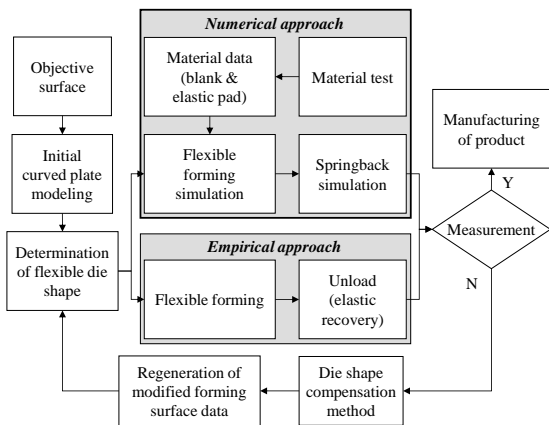 Numerical approach
Objective
surface
Material data
(blank &
elastic pad)
Material test
Manufacturing
of product
Initial
curved plate
modeling
Flexible
forming
simulation
Springback
simulation
Y
Measurement
N
Determination
of flexible die
shape
Empirical approach
Flexible forming
Unload
(elastic
recovery)
Regeneration of
modified forming
surface data
Die shape
compensation
method